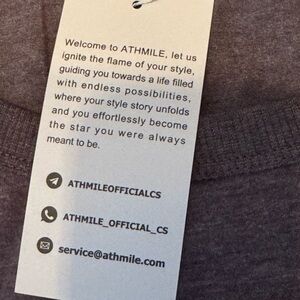 Welcome to ATHMILE, let us
ignite the flame of your style,
guiding you towards a life filled
with endless possibilities,
where your style story unfolds
and you effortlessly become
the star you were always
meant to be.
ATHMILEOFFICIALCS
ATHMILE_OFFICIAL_CS
service@athmile.com